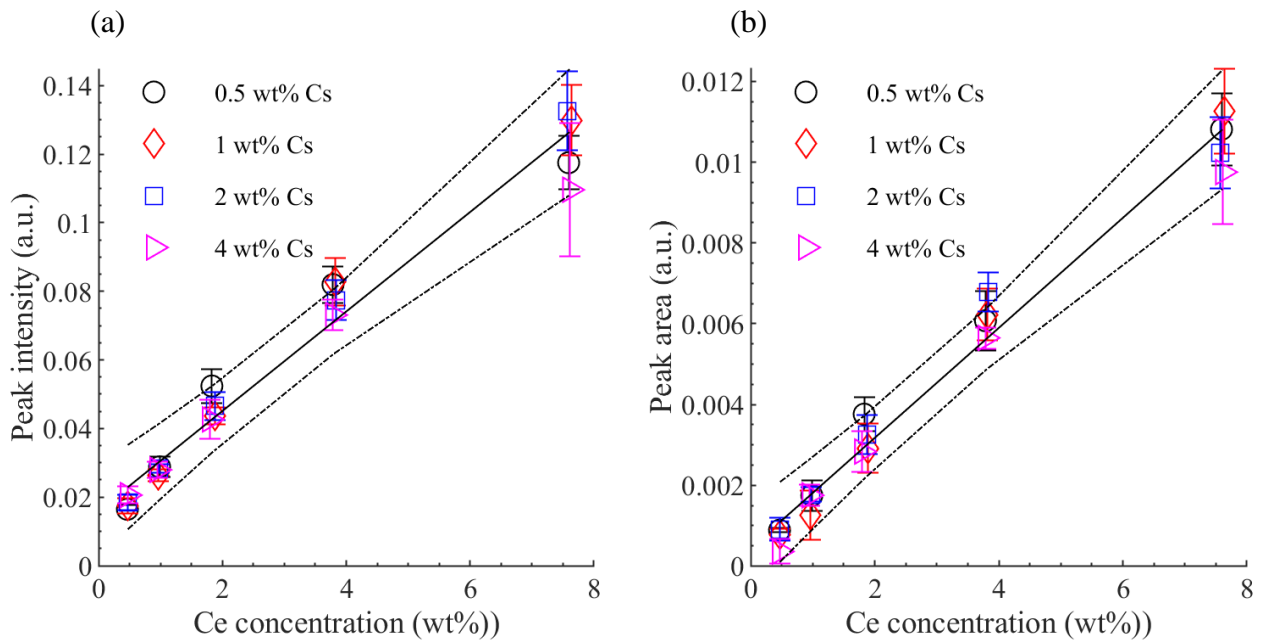 (a)
0.14
0.12
0.1
0.08
0.06
0.04
0.02
0
0 2 4 6 8
Peak intensity (a.u.)
Ce concentration (wt%))
0.5 wt% Cs
1 wt% Cs
2 wt% Cs
4 wt% Cs
(b)
0.012
0.010
0.008
0.006
0.004
0.002
0
0 2 4 6 8
Peak area (a.u.)
Ce concentration (wt%))
0.5 wt% Cs
1 wt% Cs
2 wt% Cs
4 wt% Cs